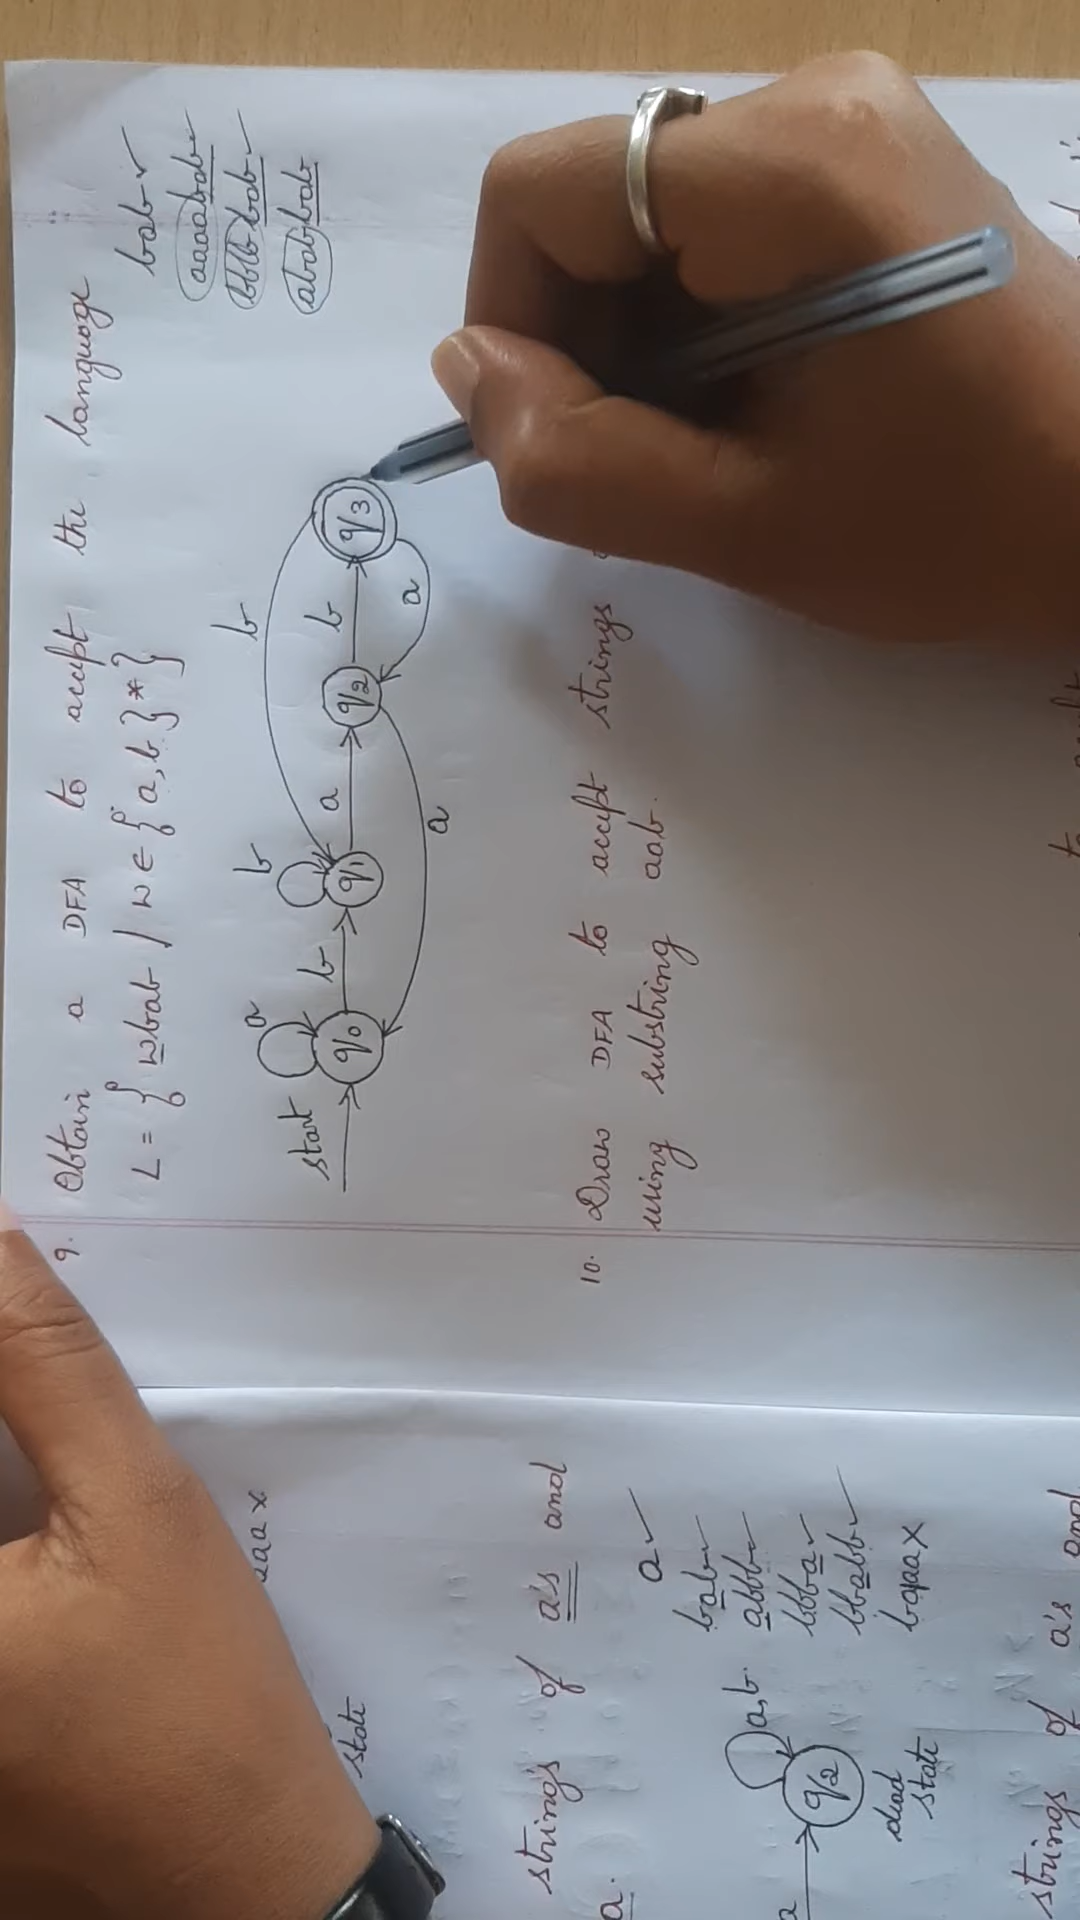 9. Obtain a DFA to accept the language
L = { wbab / w ∈ { a, b } * }
bab ✓
aaaabab ✓
bbbbbab ✓
ababbab
start
a
b
b
a
b
b
a
a
q0
q1
q2
q3
10. Draw DFA to accept strings
using substring aab.
aaa x
state
strings of a's and
a.
a ✓
bab ✓
abbb ✓
bbba ✓
bbabb ✓
baaa x
a
a,b.
q2
dead
state
strings of a's and
to